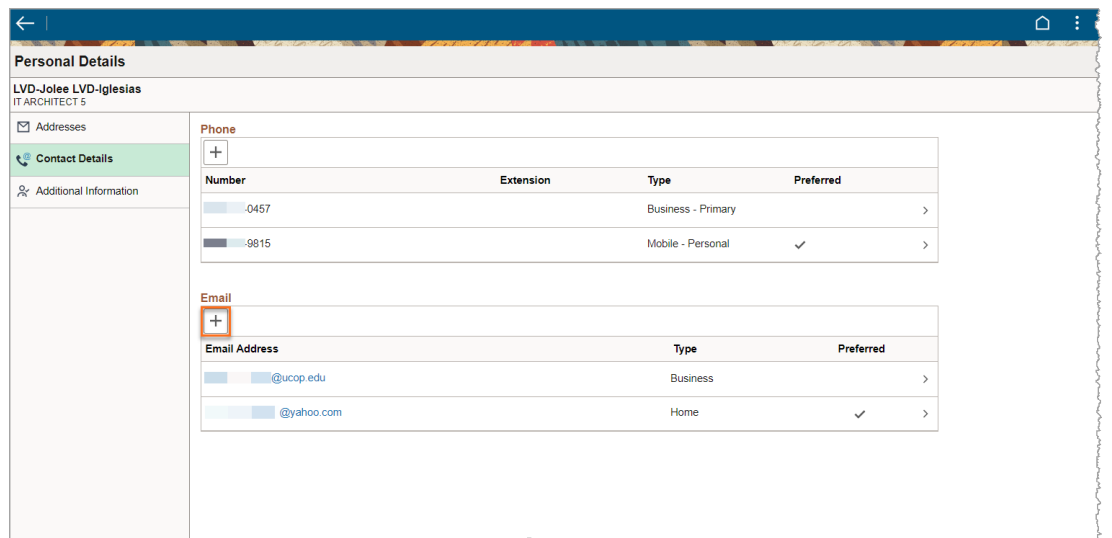 Personal Details
LVD-Jolee LVD-Iglesias
IT ARCHITECT 5
Addresses
Contact Details
Additional Information
Phone
+
Number Extension Type Preferred
-0457 Business - Primary
-9815 Mobile - Personal
Email
+
Email Address Type Preferred
@ucop.edu Business
@yahoo.com Home